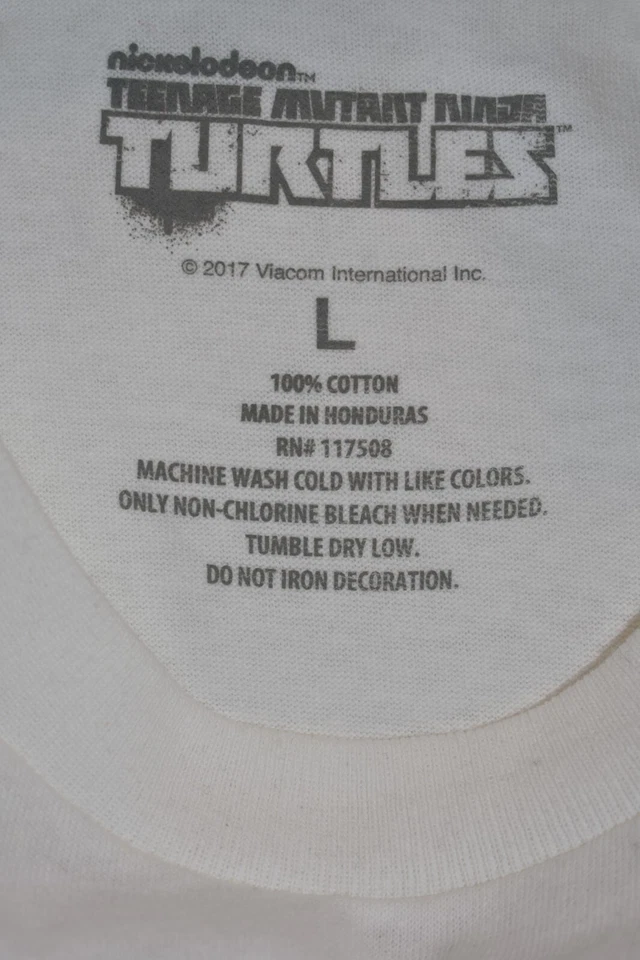 nickelodeon™
TEENAGE MUTANT NINJA
TURTLES™
© 2017 Viacom International Inc.
L
100% COTTON
MADE IN HONDURAS
RN# 117508
MACHINE WASH COLD WITH LIKE COLORS.
ONLY NON-CHLORINE BLEACH WHEN NEEDED.
TUMBLE DRY LOW.
DO NOT IRON DECORATION.